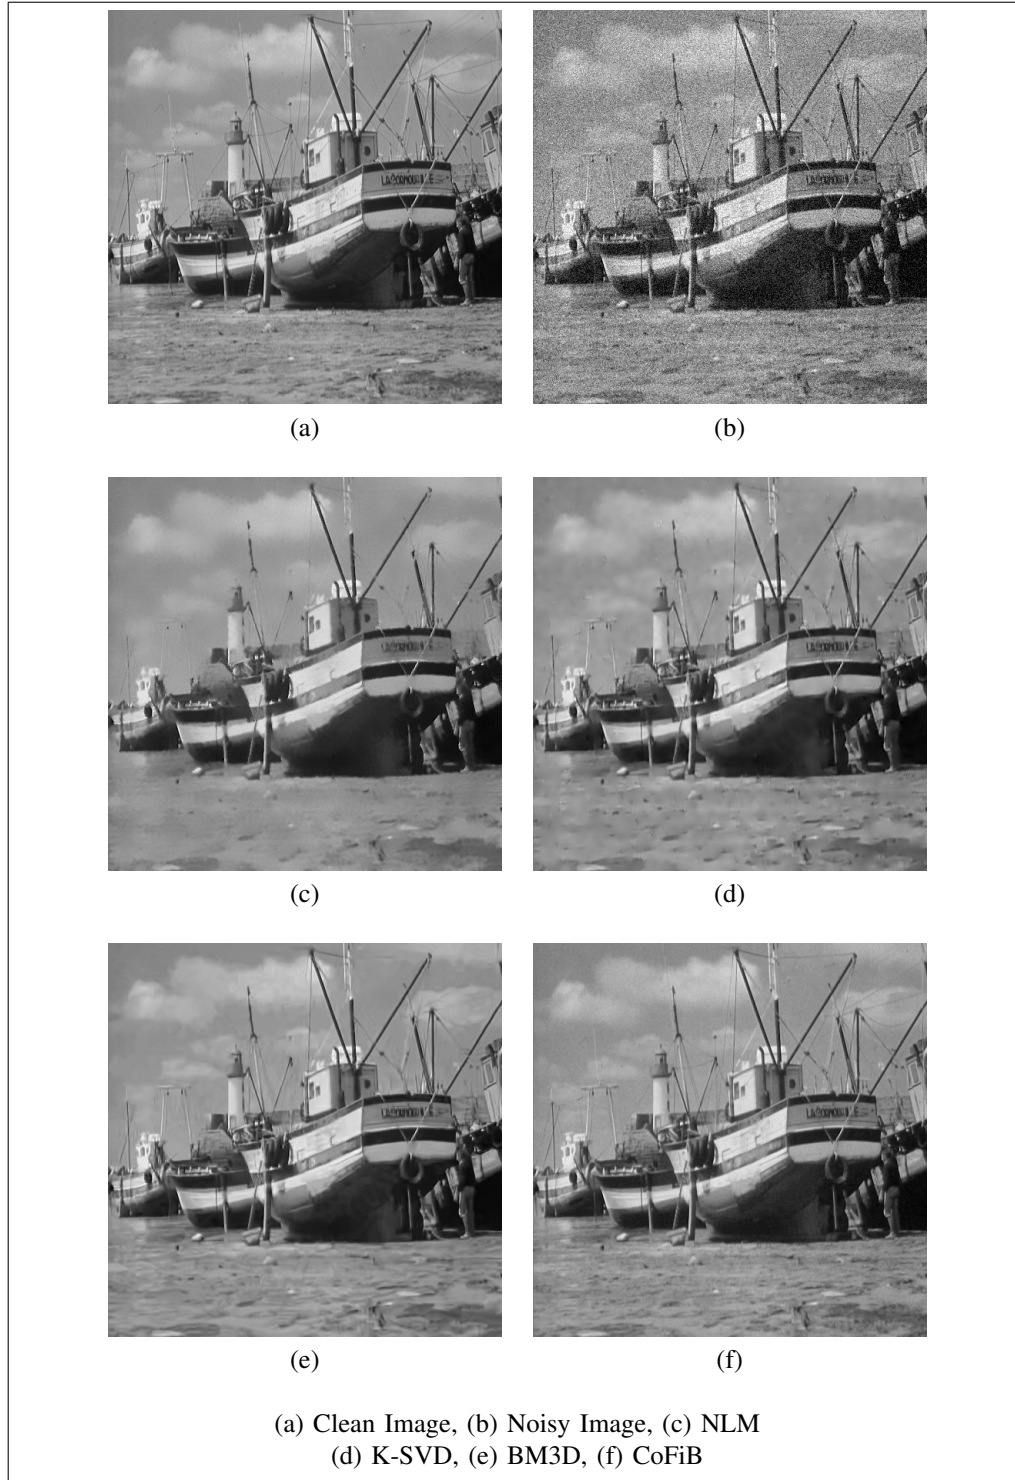 (a)
(b)
(c)
(d)
(e)
(f)
(a) Clean Image, (b) Noisy Image, (c) NLM
(d) K-SVD, (e) BM3D, (f) CoFiB